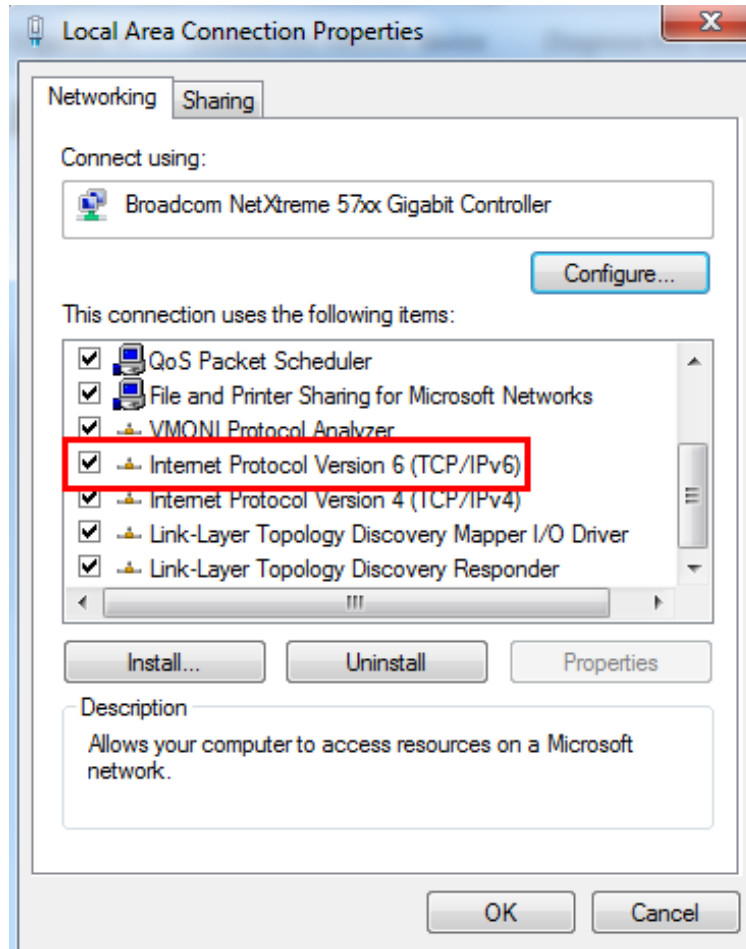 Local Area Connection Properties
Networking
Sharing
Connect using:
Broadcom NetXtreme 57xx Gigabit Controller
Configure...
This connection uses the following items:
QoS Packet Scheduler
File and Printer Sharing for Microsoft Networks
VMONI Protocol Analyzer
Internet Protocol Version 6 (TCP/IPv6)
Internet Protocol Version 4 (TCP/IPv4)
Link-Layer Topology Discovery Mapper I/O Driver
Link-Layer Topology Discovery Responder
Install...
Uninstall
Properties
Description
Allows your computer to access resources on a Microsoft
network.
OK
Cancel